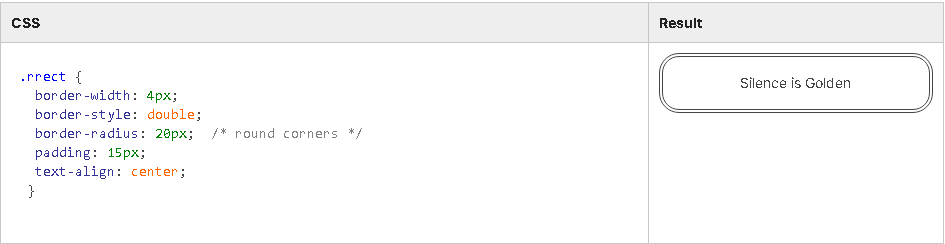 CSS
Result
.rrect {
border-width: 4px;
border-style: double;
border-radius: 20px; /* round corners */
padding: 15px;
text-align: center;
}
Silence is Golden